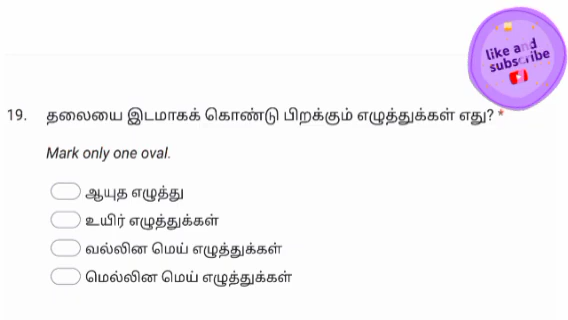 like and
subscribe
19. தலையை இடமாகக் கொண்டு பிறக்கும் எழுத்துக்கள் எது? *
Mark only one oval.
ஆயுத எழுத்து
உயிர் எழுத்துக்கள்
வல்லின மெய் எழுத்துக்கள்
மெல்லின மெய் எழுத்துக்கள்